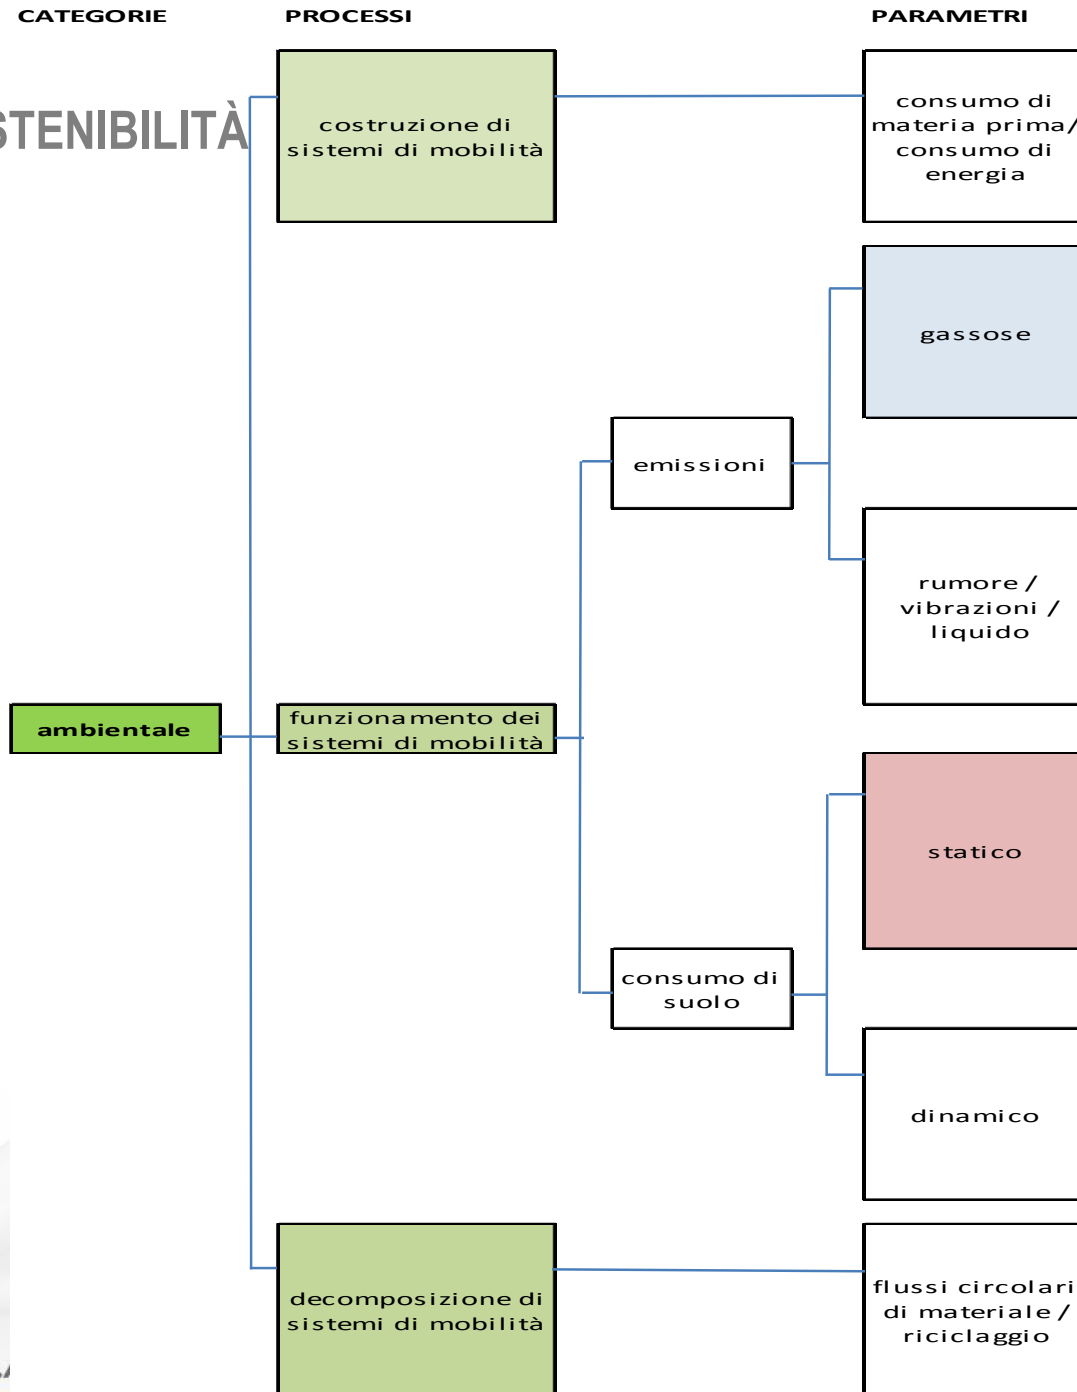 CATEGORIE PROCESSI PARAMETRI
STENIBILITÀ
costruzione di
sistemi di mobilità
consumo di
materia prima/
consumo di
energia
gassose
emissioni
rumore /
vibrazioni /
liquido
ambientale
funzionamento dei
sistemi di mobilità
statico
consumo di
suolo
dinamico
decomposizione di
sistemi di mobilità
flussi circolari
di materiale /
riciclaggio